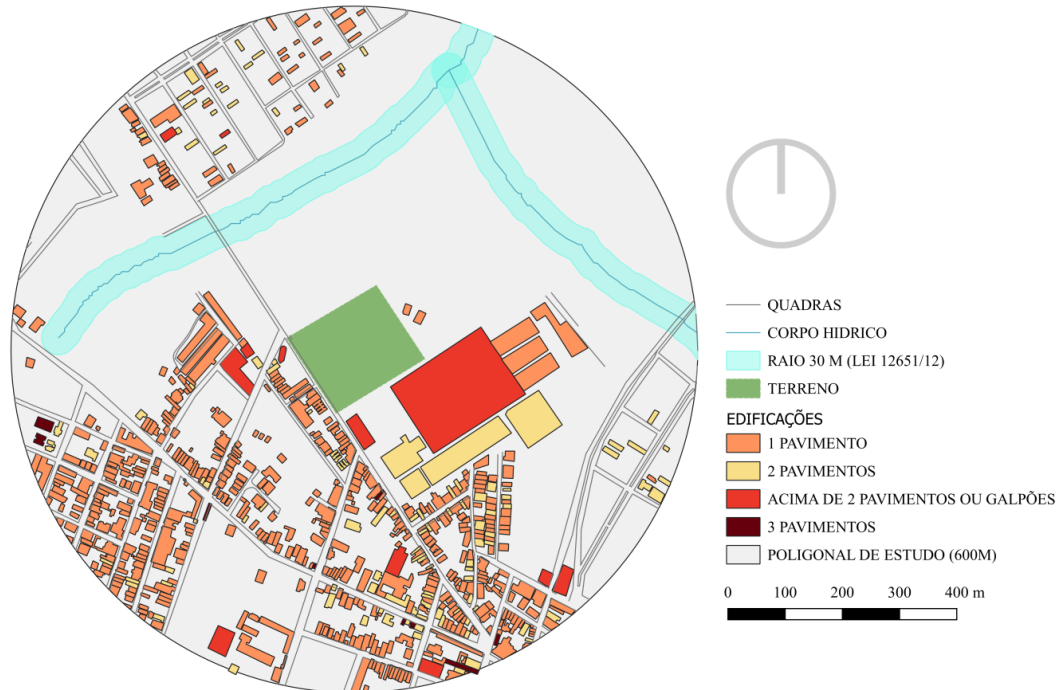 QUADRAS
CORPO HIDRICO
RAIO 30 M (LEI 12651/12)
TERRENO
EDIFICAÇÕES
1 PAVIMENTO
2 PAVIMENTOS
ACIMA DE 2 PAVIMENTOS OU GALPÕES
3 PAVIMENTOS
POLIGONAL DE ESTUDO (600M)
0 100 200 300 400 m